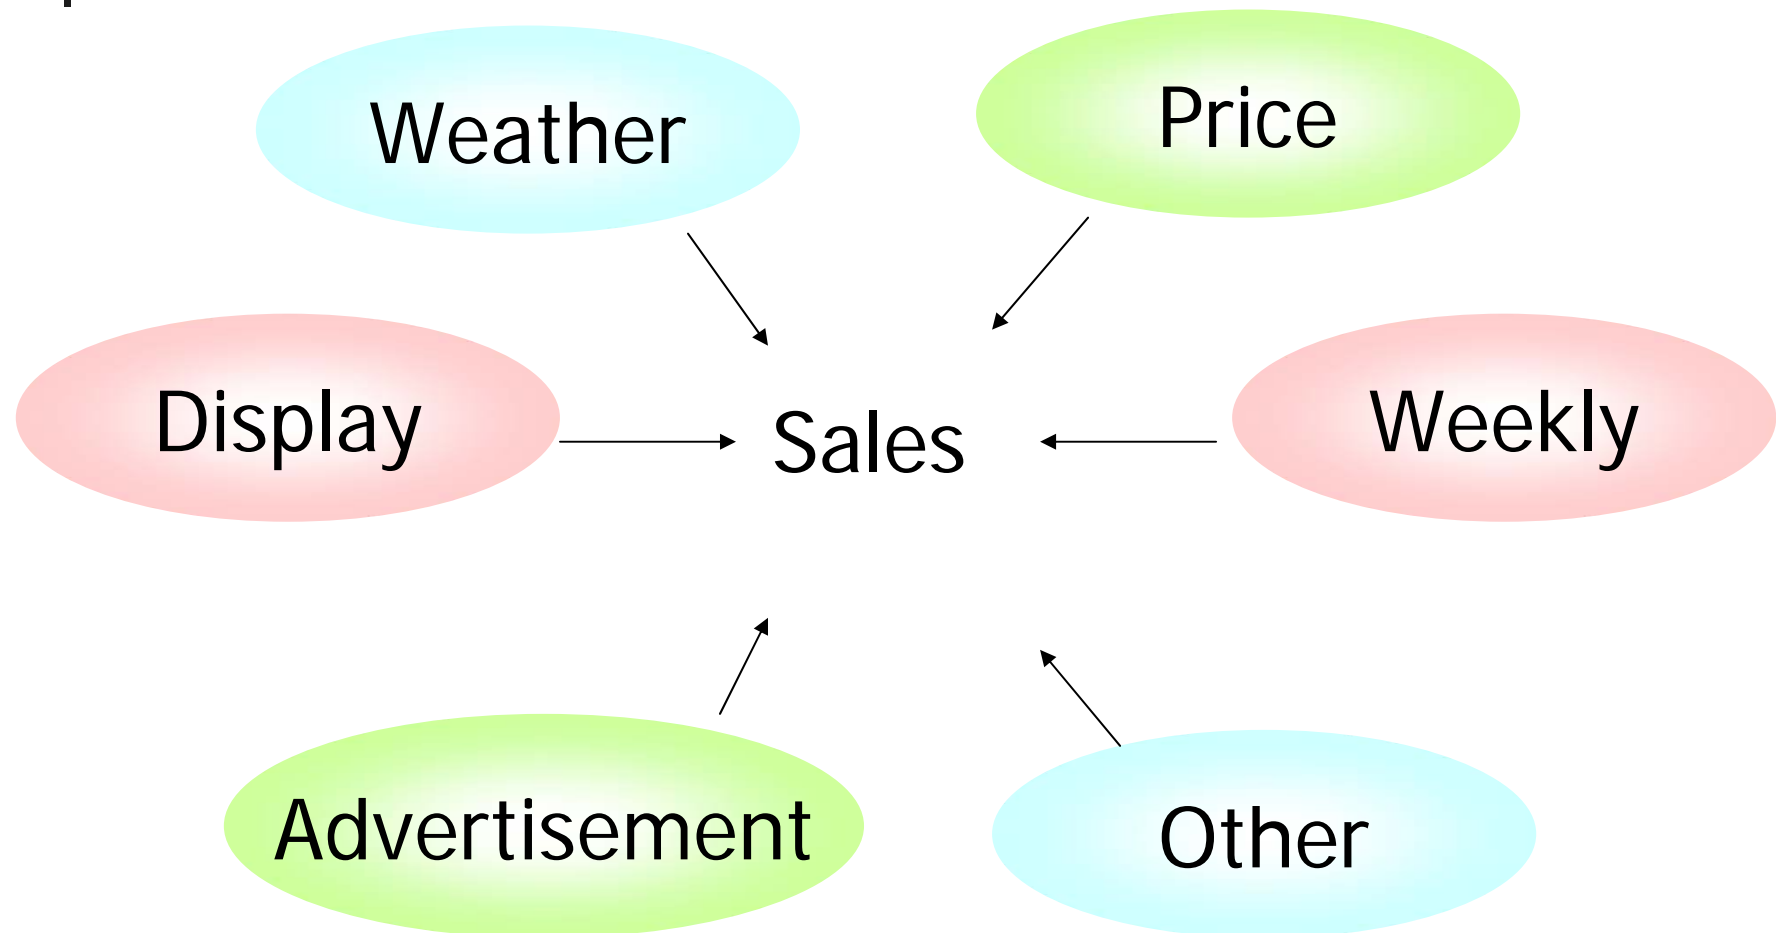 Weather
Price
Display
Sales
Weekly
Advertisement
Other